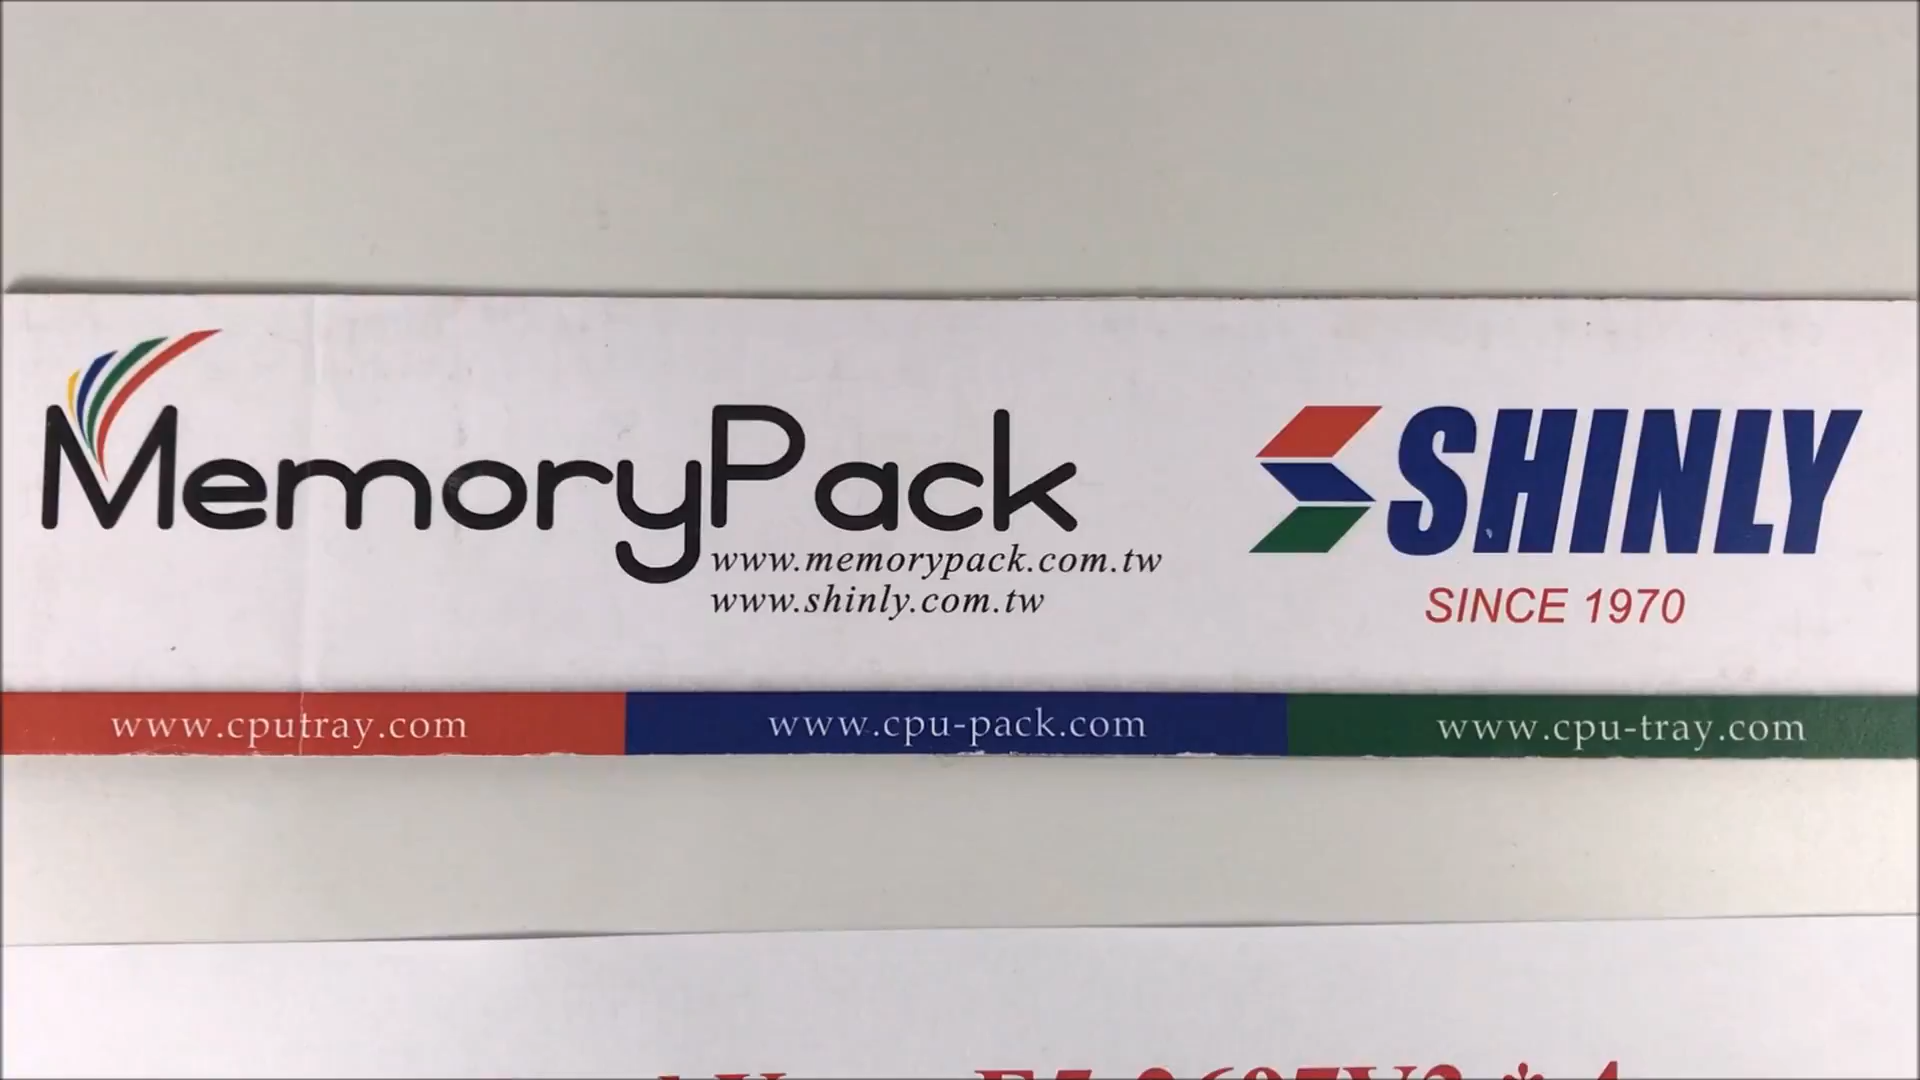 MemoryPack
www.memorypack.com.tw
www.shinly.com.tw
SHINLY
SINCE 1970
www.cputray.com
www.cpu-pack.com
www.cpu-tray.com